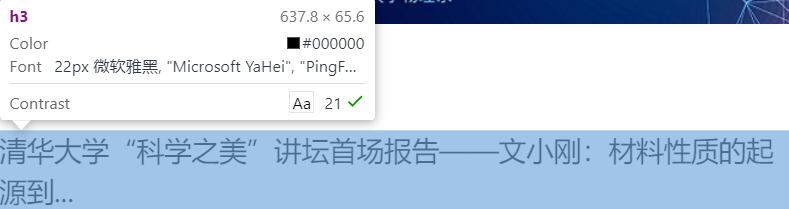 h3 637.8 × 65.6
Color #000000
Font 22px 微软雅黑, "Microsoft YaHei", "PingF...
Contrast Aa 21
清华大学“科学之美”讲坛首场报告——文小刚：材料性质的起
源到...